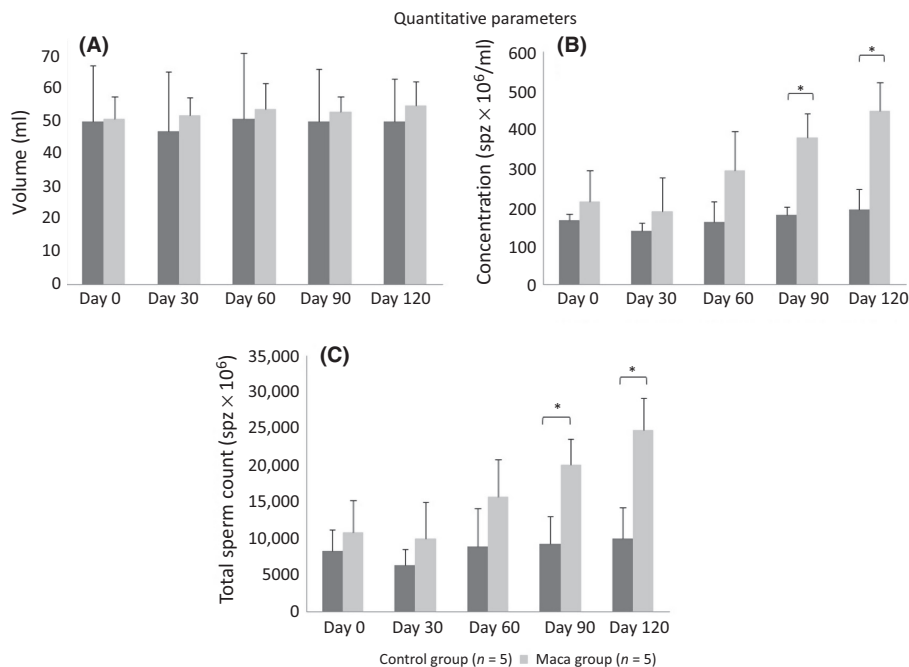 Quantitative parameters
(A)
Volume (ml)
70
60
50
40
30
20
10
0
Day 0 Day 30 Day 60 Day 90 Day 120
(B)
Concentration (spz × 10⁶/ml)
600
500
400
300
200
100
0
*
*
Day 0 Day 30 Day 60 Day 90 Day 120
(C)
Total sperm count (spz × 10⁶)
35,000
30,000
25,000
20,000
15,000
10,000
5000
0
*
*
Day 0 Day 30 Day 60 Day 90 Day 120
Control group (n = 5) Maca group (n = 5)